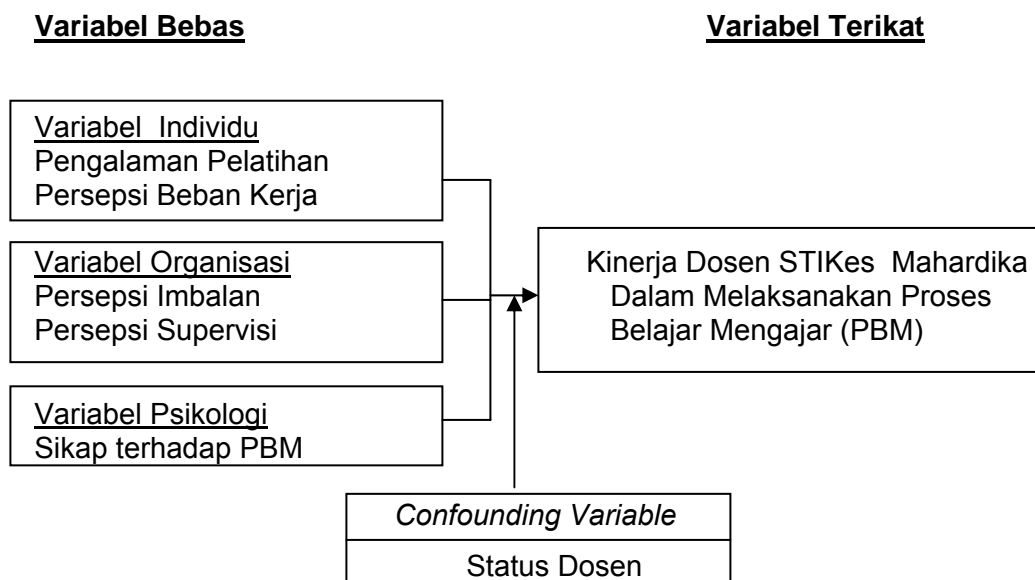 Variabel Bebas
Variabel Terikat
Variabel Individu
Pengalaman Pelatihan
Persepsi Beban Kerja
Variabel Organisasi
Persepsi Imbalan
Persepsi Supervisi
Variabel Psikologi
Sikap terhadap PBM
Kinerja Dosen STIKes Mahardika
Dalam Melaksanakan Proses
Belajar Mengajar (PBM)
Confounding Variable
Status Dosen